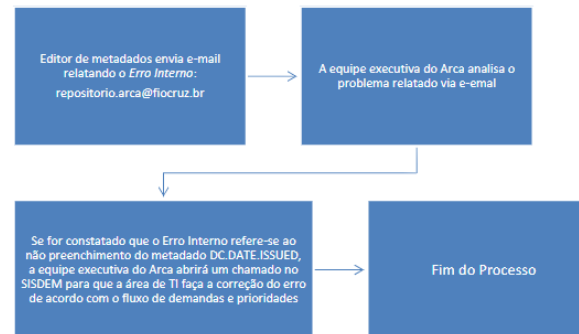 Editor de metadados envia e-mail
relatando o Erro Interno:
repositorio.arca@fiocruz.br
A equipe executiva do Arca analisa o
problema relatado via e-emal
Se for constatado que o Erro Interno refere-se ao
não preenchimento do metadado DC.DATE.ISSUED,
a equipe executiva do Arca abrirá um chamado no
SISDEM para que a área de TI faça a correção do erro
de acordo com o fluxo de demandas e prioridades
Fim do Processo